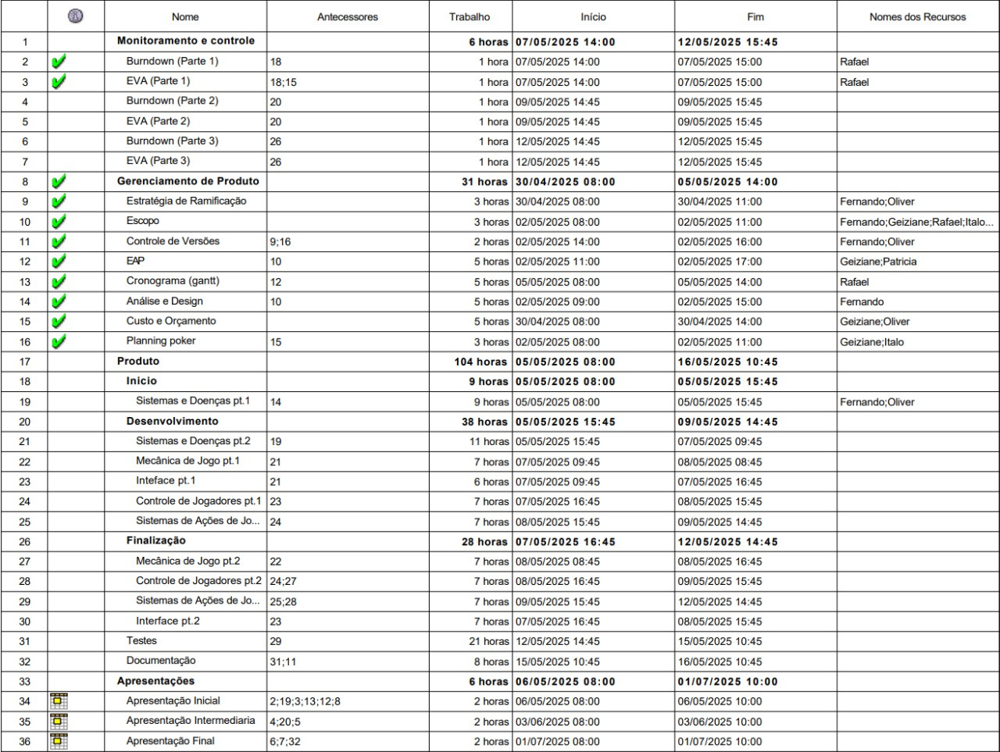 Nome Antecessores Trabalho Início Fim Nomes dos Recursos
1 Monitoramento e controle 6 horas 07/05/2025 14:00 12/05/2025 15:45
2 Burndown (Parte 1) 18 1 hora 07/05/2025 14:00 07/05/2025 15:00 Rafael
3 EVA (Parte 1) 18;15 1 hora 07/05/2025 14:00 07/05/2025 15:00 Rafael
4 Burndown (Parte 2) 20 1 hora 09/05/2025 14:45 09/05/2025 15:45
5 EVA (Parte 2) 20 1 hora 09/05/2025 14:45 09/05/2025 15:45
6 Burndown (Parte 3) 26 1 hora 12/05/2025 14:45 12/05/2025 15:45
7 EVA (Parte 3) 26 1 hora 12/05/2025 14:45 12/05/2025 15:45
8 Gerenciamento de Produto 31 horas 30/04/2025 08:00 05/05/2025 14:00
9 Estratégia de Ramificação 3 horas 30/04/2025 08:00 30/04/2025 11:00 Fernando;Oliver
10 Escopo 3 horas 02/05/2025 08:00 02/05/2025 11:00 Fernando;Geiziane;Rafael;Italo...
11 Controle de Versões 9;16 2 horas 02/05/2025 14:00 02/05/2025 16:00 Fernando;Oliver
12 EAP 10 5 horas 02/05/2025 11:00 02/05/2025 17:00 Geiziane;Patricia
13 Cronograma (gantt) 12 5 horas 05/05/2025 08:00 05/05/2025 14:00 Rafael
14 Análise e Design 10 5 horas 02/05/2025 09:00 02/05/2025 15:00 Fernando
15 Custo e Orçamento 5 horas 30/04/2025 08:00 30/04/2025 14:00 Geiziane;Oliver
16 Planning poker 15 3 horas 02/05/2025 08:00 02/05/2025 11:00 Geiziane;Italo
17 Produto 104 horas 05/05/2025 08:00 16/05/2025 10:45
18 Inicio 9 horas 05/05/2025 08:00 05/05/2025 15:45
19 Sistemas e Doenças pt.1 14 9 horas 05/05/2025 08:00 05/05/2025 15:45 Fernando;Oliver
20 Desenvolvimento 38 horas 05/05/2025 15:45 09/05/2025 14:45
21 Sistemas e Doenças pt.2 19 11 horas 05/05/2025 15:45 07/05/2025 09:45
22 Mecânica de Jogo pt.1 21 7 horas 07/05/2025 09:45 08/05/2025 08:45
23 Inteface pt.1 21 6 horas 07/05/2025 09:45 07/05/2025 16:45
24 Controle de Jogadores pt.1 23 7 horas 07/05/2025 16:45 08/05/2025 15:45
25 Sistemas de Ações de Jo... 24 7 horas 08/05/2025 15:45 09/05/2025 14:45
26 Finalização 28 horas 07/05/2025 16:45 12/05/2025 14:45
27 Mecânica de Jogo pt.2 22 7 horas 08/05/2025 08:45 08/05/2025 16:45
28 Controle de Jogadores pt.2 24;27 7 horas 08/05/2025 16:45 09/05/2025 15:45
29 Sistemas de Ações de Jo... 25;28 7 horas 09/05/2025 15:45 12/05/2025 14:45
30 Interface pt.2 23 7 horas 07/05/2025 16:45 08/05/2025 15:45
31 Testes 29 21 horas 12/05/2025 14:45 15/05/2025 10:45
32 Documentação 31;11 8 horas 15/05/2025 10:45 16/05/2025 10:45
33 Apresentações 6 horas 06/05/2025 08:00 01/07/2025 10:00
34 Apresentação Inicial 2;19;3;13;12;8 2 horas 06/05/2025 08:00 06/05/2025 10:00
35 Apresentação Intermediaria 4;20;5 2 horas 03/06/2025 08:00 03/06/2025 10:00
36 Apresentação Final 6;7;32 2 horas 01/07/2025 08:00 01/07/2025 10:00